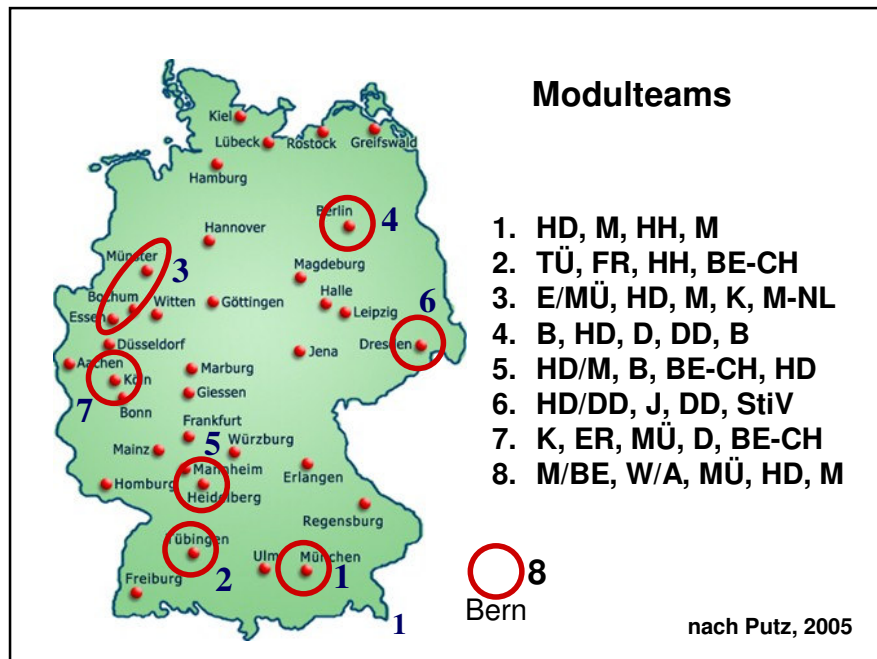 Modulteams
Kiel
Lübeck
Rostock
Greifswald
Hamburg
Berlin
4
Hannover
Münster
3
Magdeburg
Bochum
Witten
Göttingen
Halle
Leipzig
6
Essen
Düsseldorf
Dresden
Aachen
Marburg
Jena
Köln
7
Giessen
Bonn
Frankfurt
5
Würzburg
Mainz
Mannheim
Erlangen
Homburg
Heidelberg
Regensburg
Tübingen
2
Ulm
München
1
Freiburg
1
1. HD, M, HH, M
2. TÜ, FR, HH, BE-CH
3. E/MÜ, HD, M, K, M-NL
4. B, HD, D, DD, B
5. HD/M, B, BE-CH, HD
6. HD/DD, J, DD, StiV
7. K, ER, MÜ, D, BE-CH
8. M/BE, W/A, MÜ, HD, M
8
Bern
nach Putz, 2005